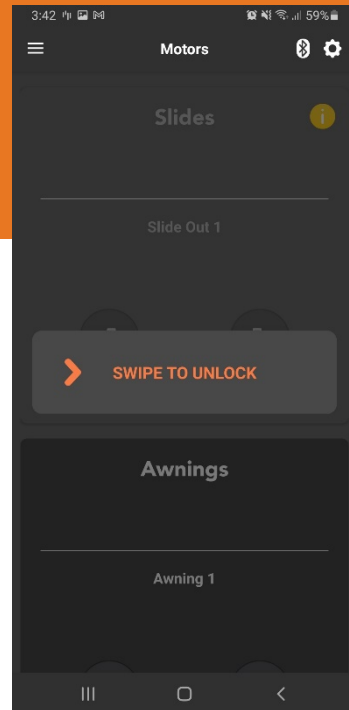 3:42 59%
Motors
Slides
i
Slide Out 1
SWIPE TO UNLOCK
Awnings
Awning 1